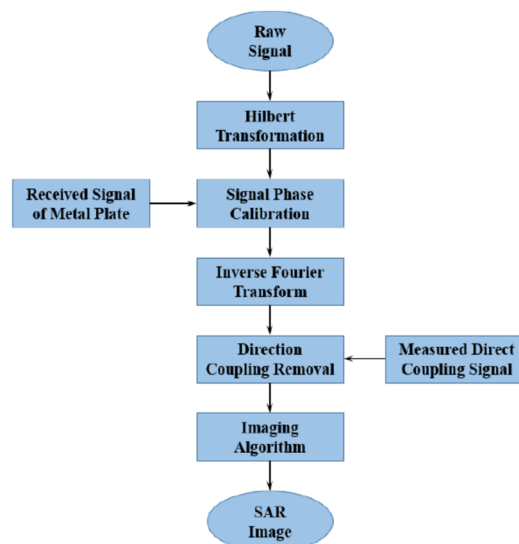 Raw
Signal
Hilbert
Transformation
Received Signal
of Metal Plate
Signal Phase
Calibration
Inverse Fourier
Transform
Direction
Coupling Removal
Measured Direct
Coupling Signal
Imaging
Algorithm
SAR
Image